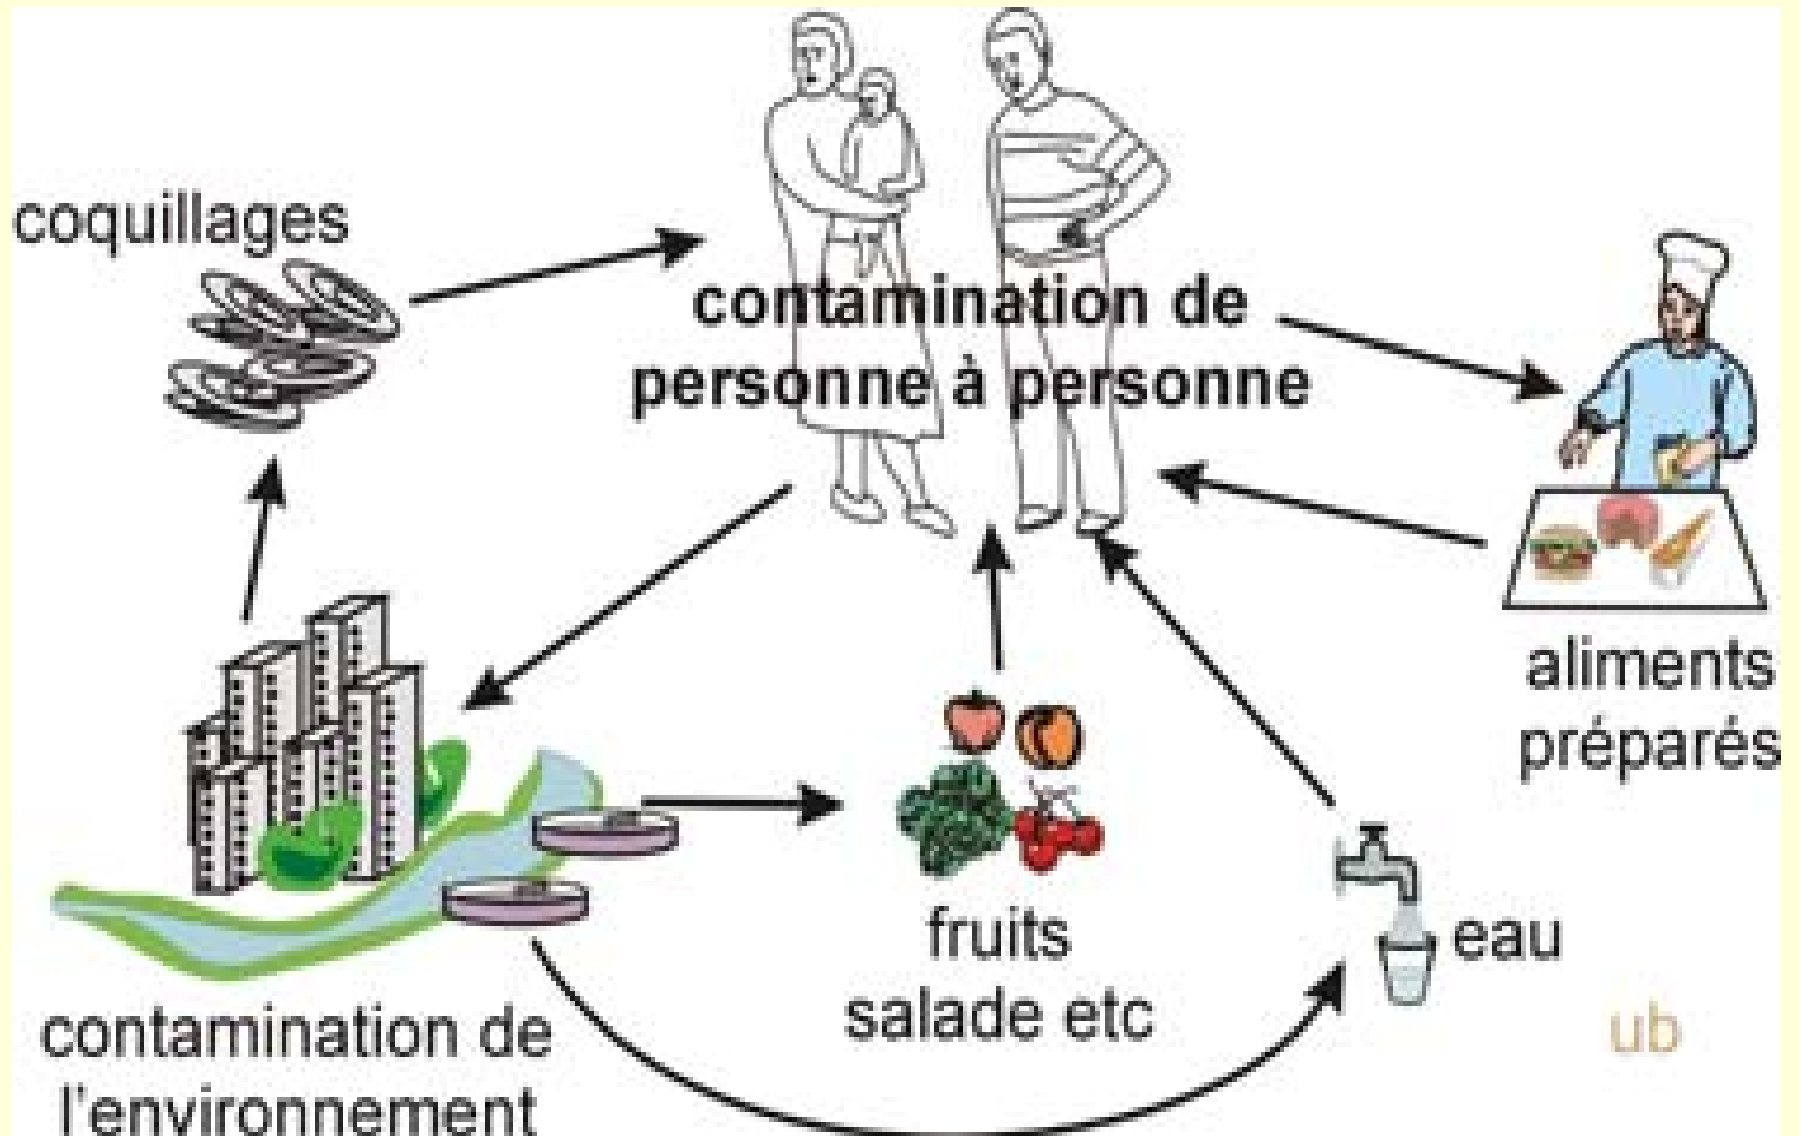 coquillages
contamination de
personne à personne
aliments
préparés
fruits
salade etc
eau
ub
contamination de
l'environnement